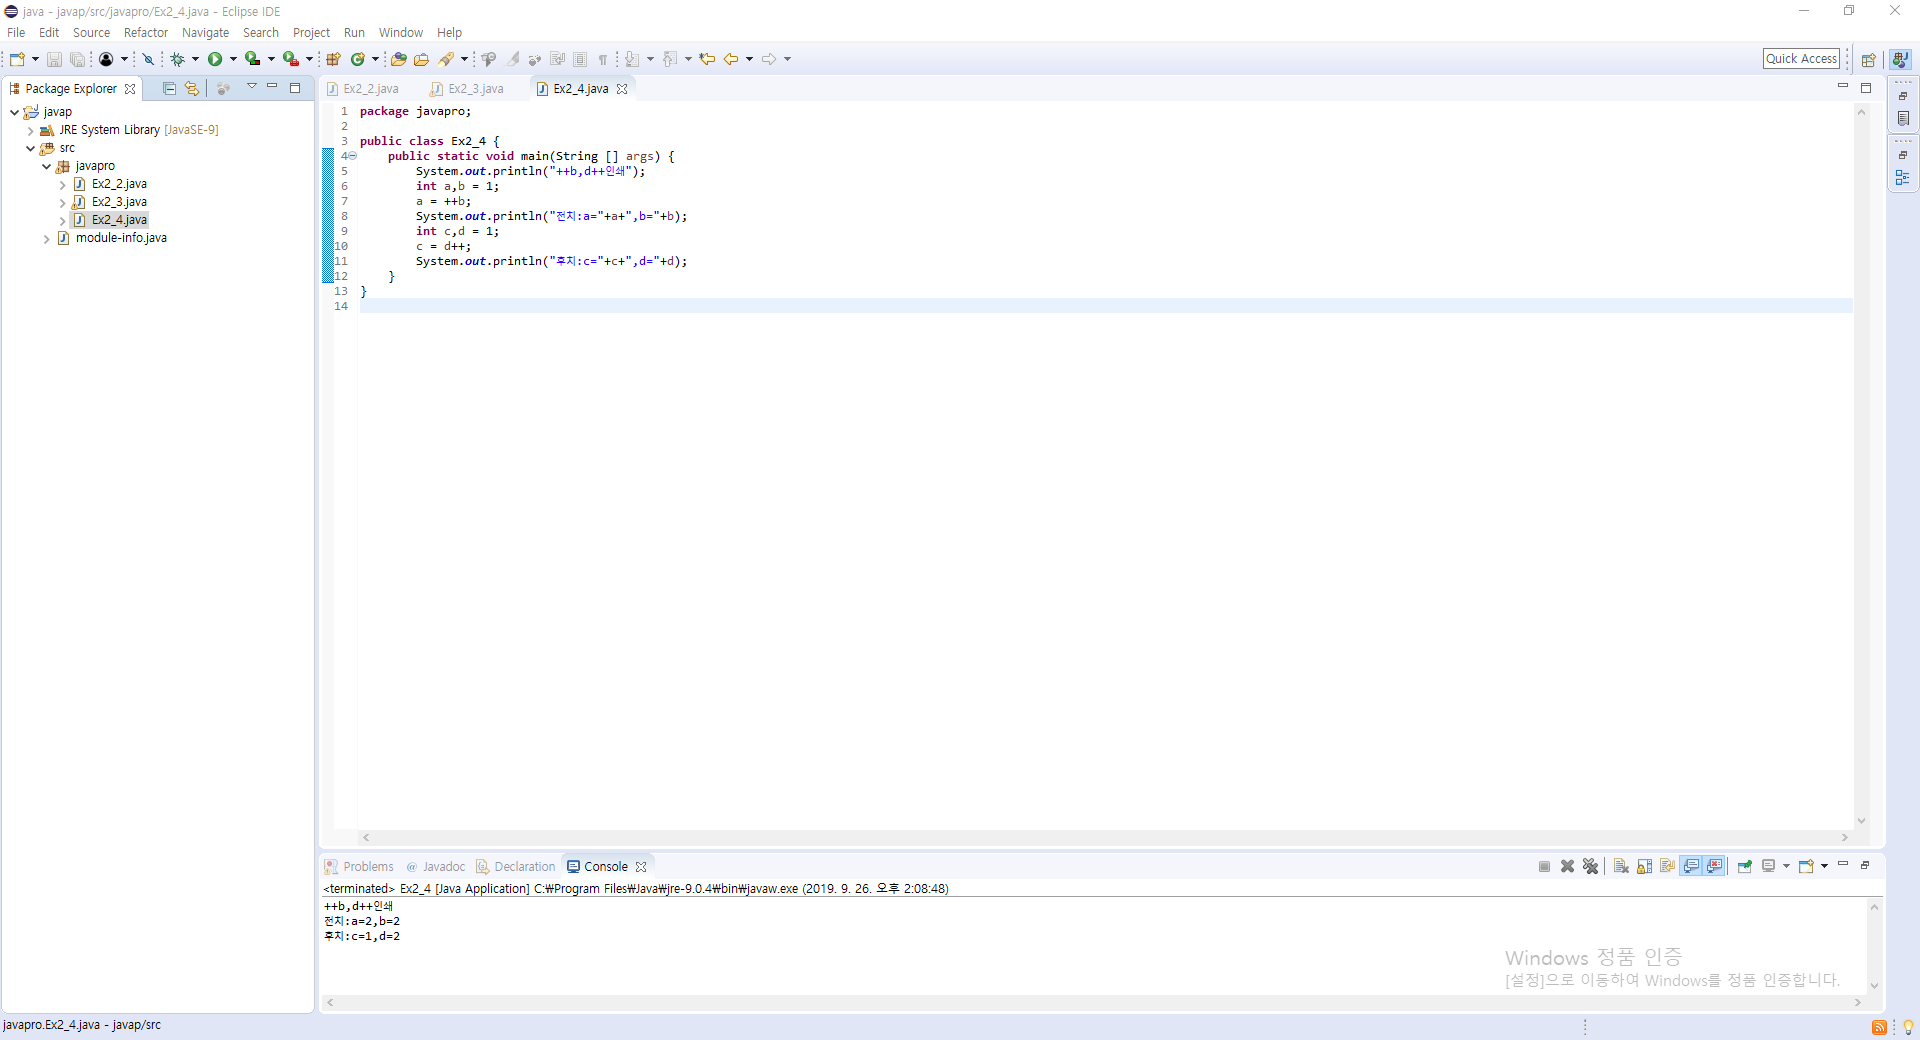 java - javap/src/javapro/Ex2_4.java - Eclipse IDE
File Edit Source Refactor Navigate Search Project Run Window Help
Quick Access
Package Explorer
javap
JRE System Library [JavaSE-9]
src
javapro
Ex2_2.java
Ex2_3.java
Ex2_4.java
module-info.java
Ex2_2.java Ex2_3.java Ex2_4.java
1 package javapro;
2
3 public class Ex2_4 {
4 public static void main(String [] args) {
5 System.out.println("++b,d++인쇄");
6 int a,b = 1;
7 a = ++b;
8 System.out.println("전치:a="+a+",b="+b);
9 int c,d = 1;
10 c = d++;
11 System.out.println("후치:c="+c+",d="+d);
12 }
13 }
14
Problems Javadoc Declaration Console
<terminated> Ex2_4 [Java Application] C:₩Program Files₩Java₩jre-9.0.4₩bin₩javaw.exe (2019. 9. 26. 오후 2:08:48)
++b,d++인쇄
전치:a=2,b=2
후치:c=1,d=2
Windows 정품 인증
[설정]으로 이동하여 Windows를 정품 인증합니다.
javapro.Ex2_4.java - javap/src